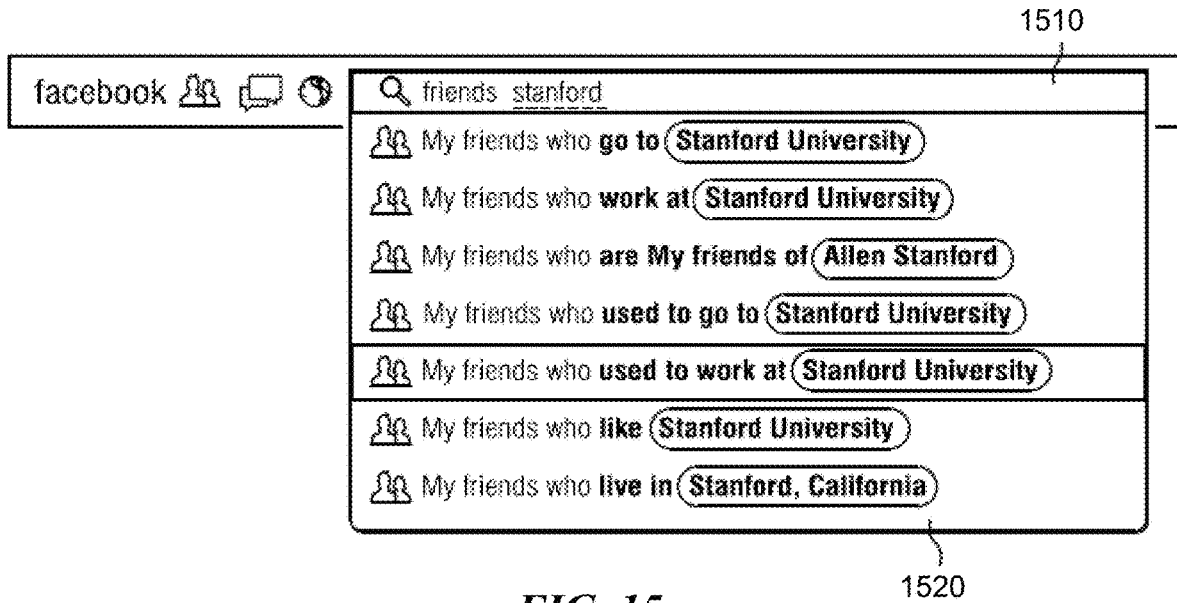 1510
facebook
friends stanford
My friends who go to Stanford University
My friends who work at Stanford University
My friends who are My friends of Allen Stanford
My friends who used to go to Stanford University
My friends who used to work at Stanford University
My friends who like Stanford University
My friends who live in Stanford, California
1520
FIG. 15